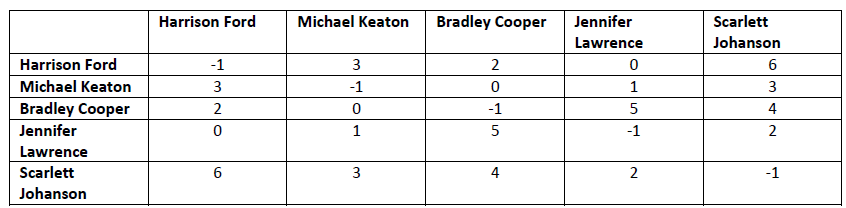 Harrison Ford Michael Keaton Bradley Cooper Jennifer Lawrence Scarlett Johanson
Harrison Ford -1 3 2 0 6
Michael Keaton 3 -1 0 1 3
Bradley Cooper 2 0 -1 5 4
Jennifer Lawrence 0 1 5 -1 2
Scarlett Johanson 6 3 4 2 -1